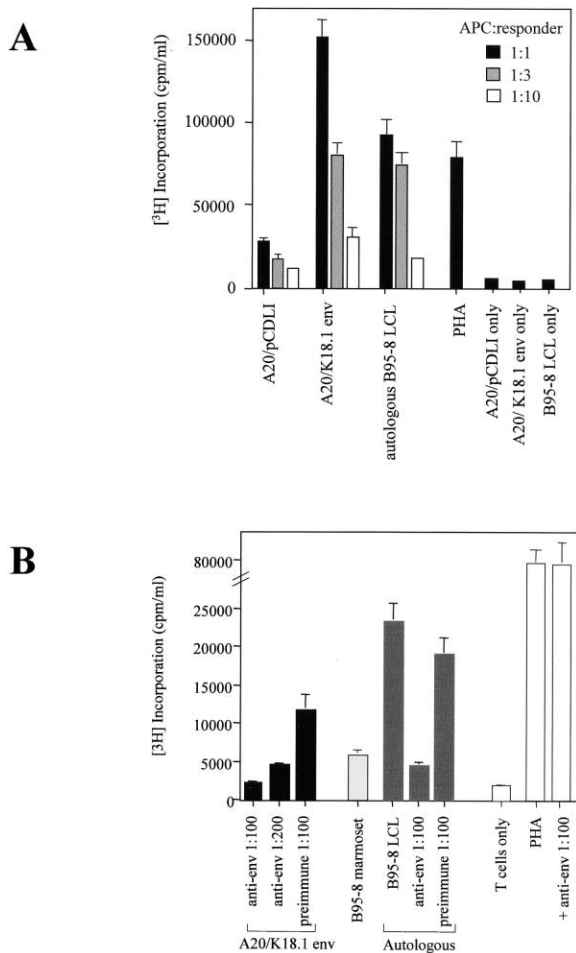 A
[³H] Incorporation (cpm/ml)
150000
100000
50000
0
APC:responder
1:1
1:3
1:10
A20/pCDLI
A20/K18.1 env
autologous B95-8 LCL
PHA
A20/pCDLI only
A20/ K18.1 env only
B95-8 LCL only
B
[3H] Incorporation (cpm/ml)
80000
25000
20000
15000
10000
5000
0
anti-env 1:100
anti-env 1:200
preimmune 1:100
B95-8 marmoset
B95-8 LCL
anti-env 1:100
preimmune 1:100
T cells only
PHA
+ anti-env 1:100
A20/K18.1 env
Autologous